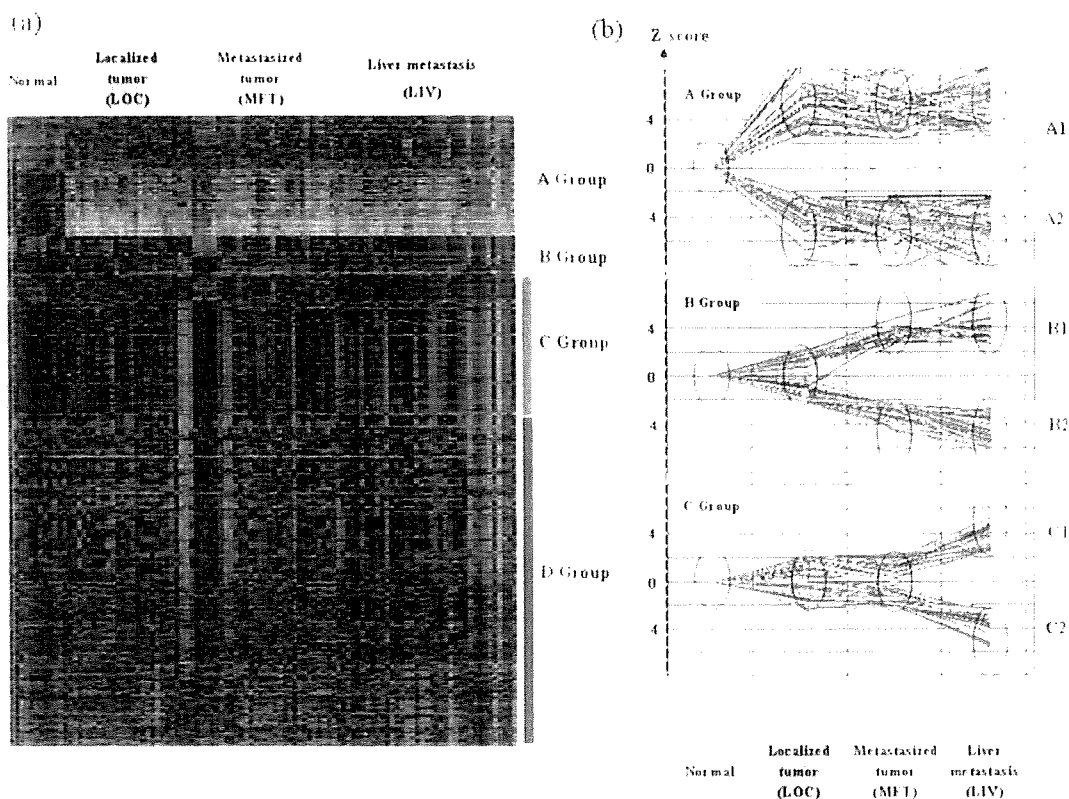 (a)
Normal
Localized
tumor
(LOC)
Metastasized
tumor
(MET)
Liver metastasis
(LIV)
A Group
B Group
C Group
D Group
(b)
Z score
A Group
4
0
4
A1
A2
B Group
4
0
4
B1
B2
C Group
4
0
4
C1
C2
Normal
Localized
tumor
(LOC)
Metastasized
tumor
(MET)
Liver
metastasis
(LIV)